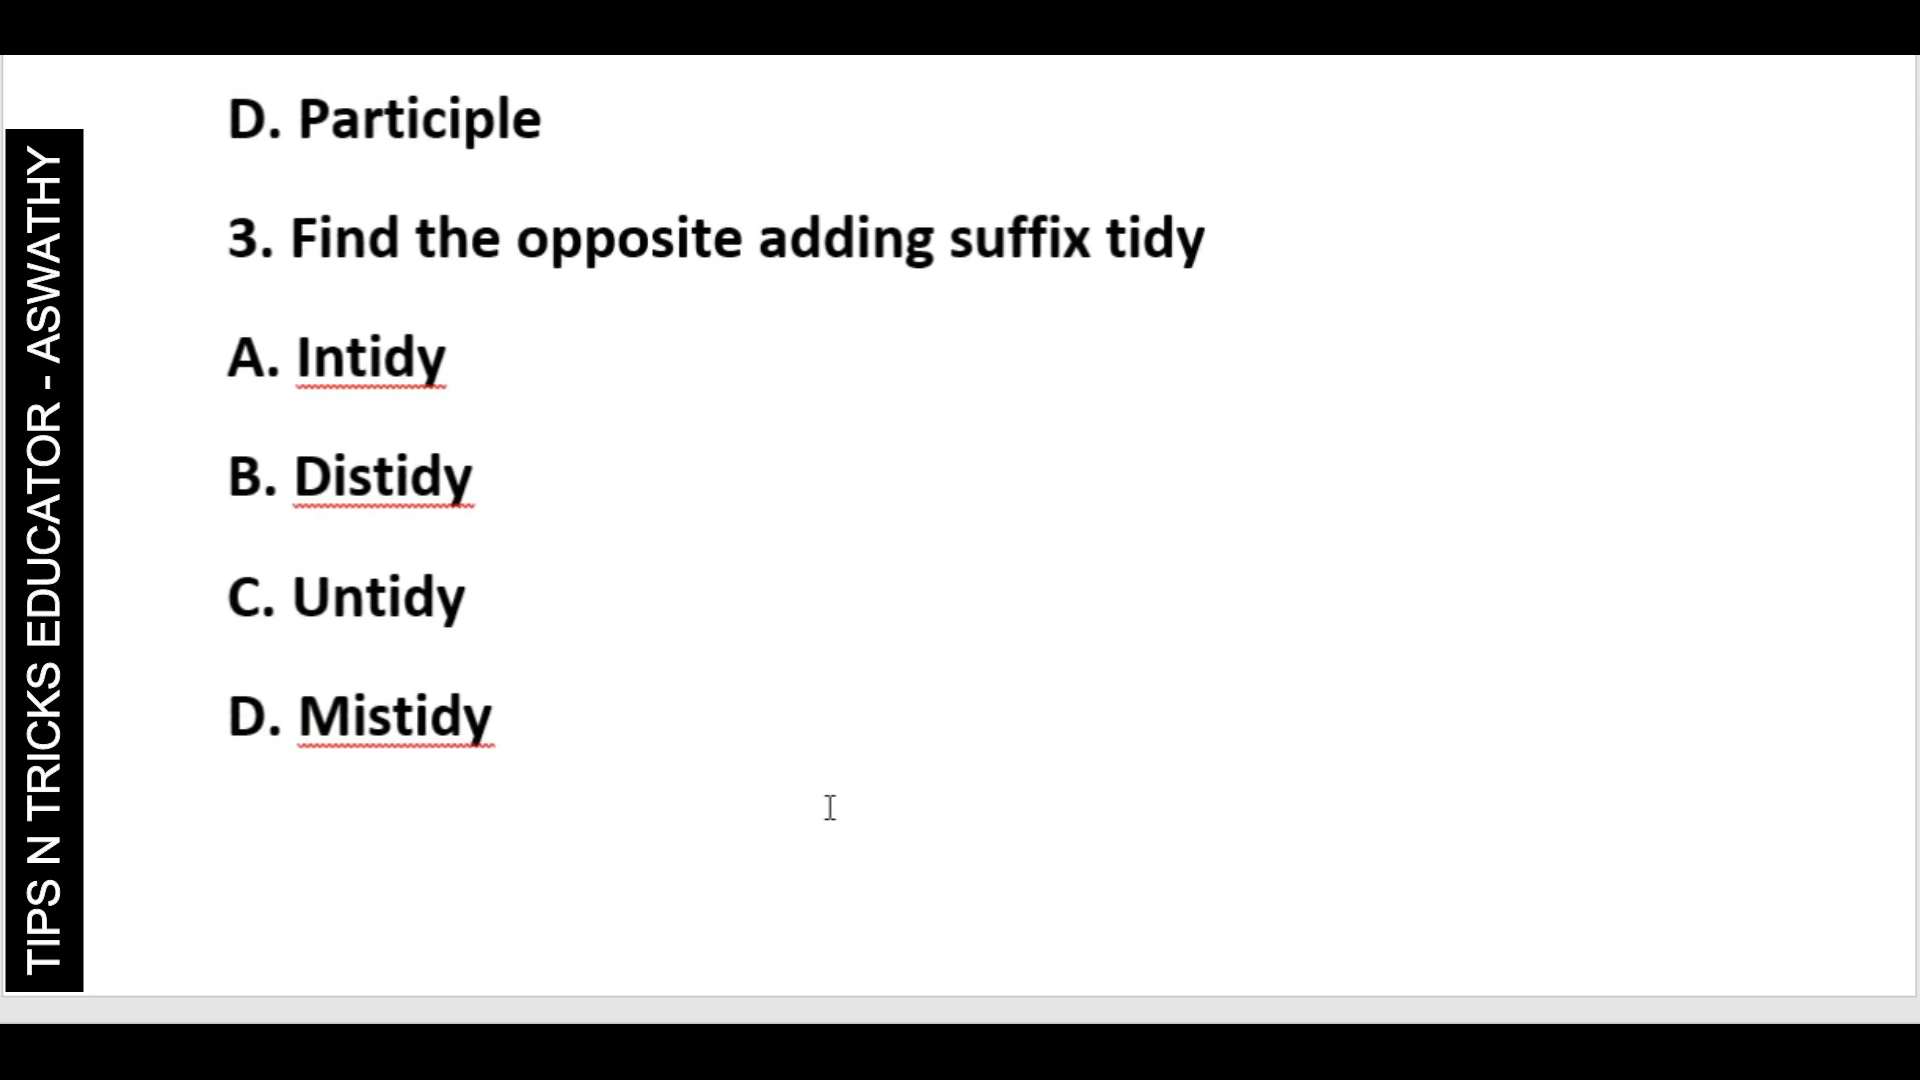 D. Participle
3. Find the opposite adding suffix tidy
A. Intidy
B. Distidy
C. Untidy
D. Mistidy
TIPS N TRICKS EDUCATOR - ASWATHY